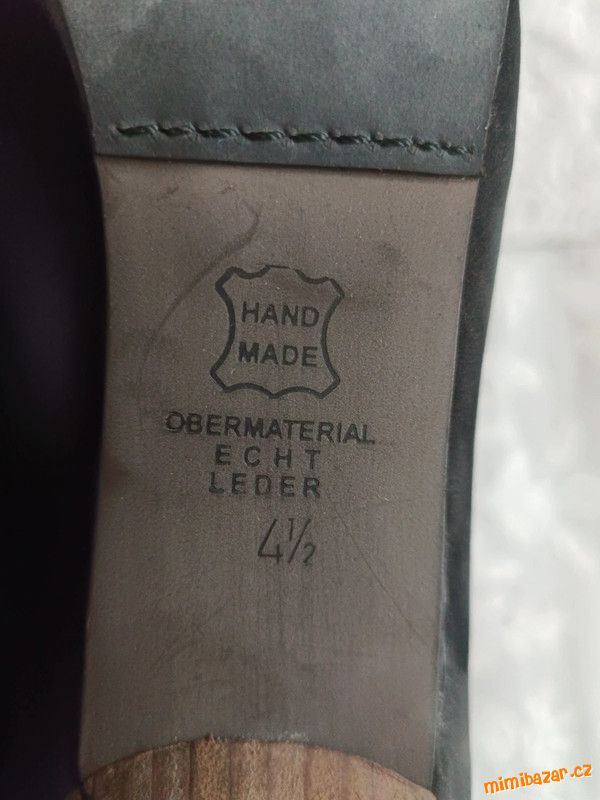 HAND
MADE
OBERMATERIAL
ECHT
LEDER
4½
mimibazar.cz